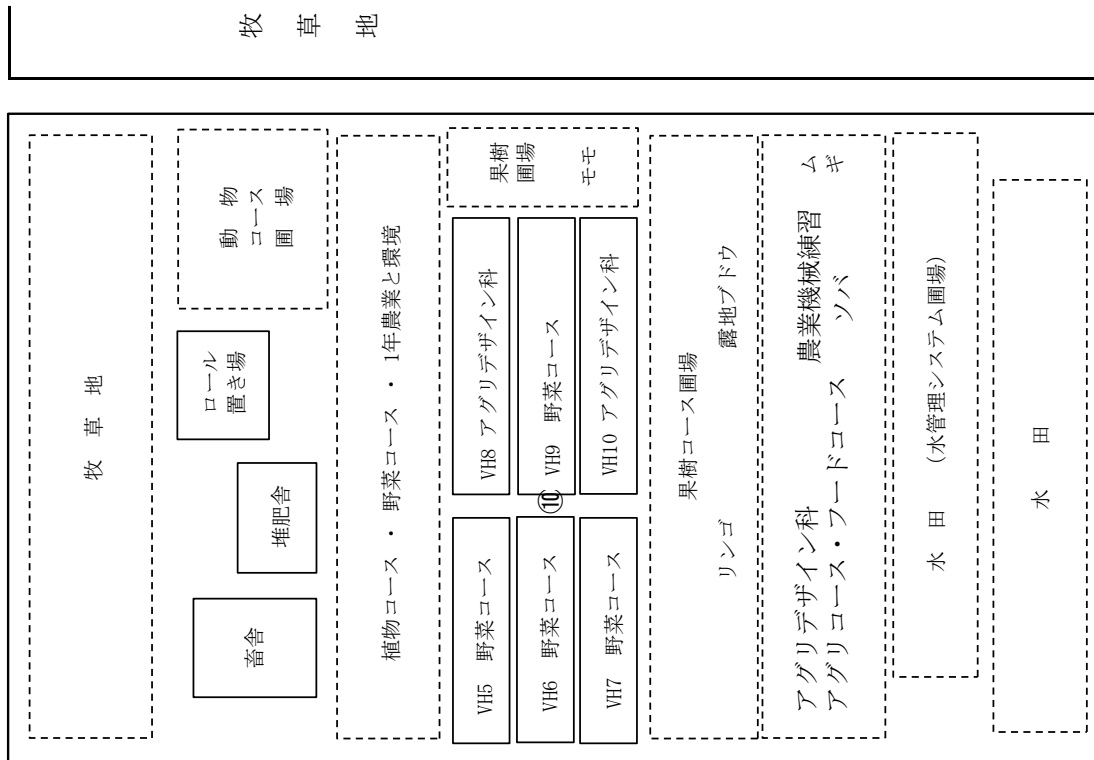 牧 草 地
牧 草 地
動 物
コース
圃 場
ロール
置き場
堆肥舎
畜舎
植物コース ・ 野菜コース ・ 1年農業と環境
果樹
圃場
モモ
VH8 アグリデザイン科
VH9 野菜コース
VH10 アグリデザイン科
⑩
VH5 野菜コース
VH6 野菜コース
VH7 野菜コース
果樹コース圃場
リンゴ 露地ブドウ
アグリデザイン科 農業機械練習 ムギ
アグリコース・フードコース ソバ
水 田 (水管理システム圃場)
水 田